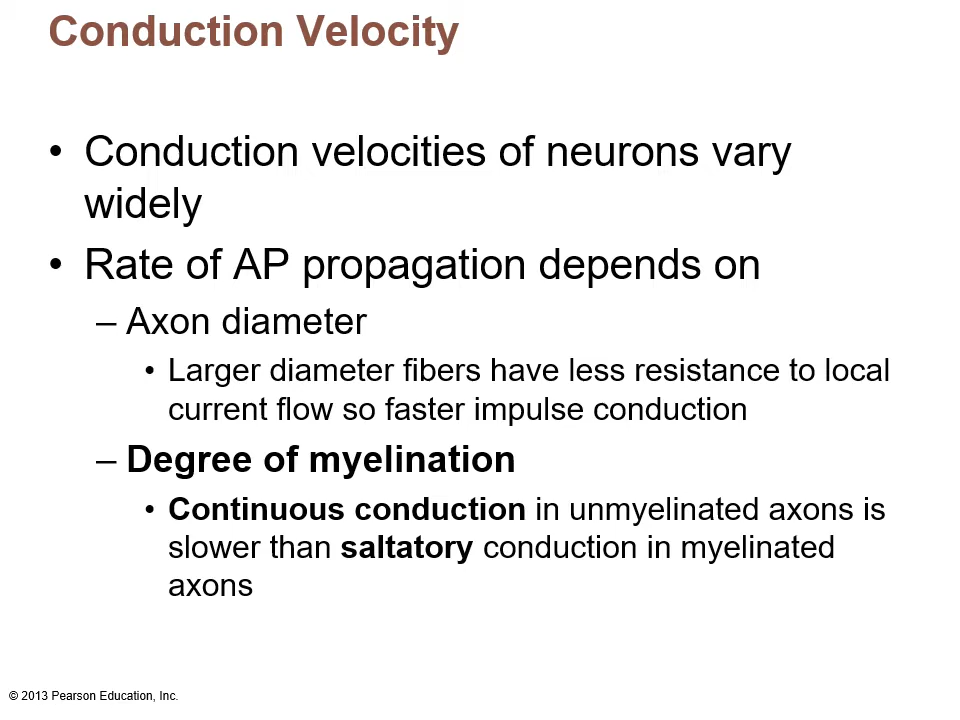 Conduction Velocity
• Conduction velocities of neurons vary
widely
• Rate of AP propagation depends on
– Axon diameter
• Larger diameter fibers have less resistance to local
current flow so faster impulse conduction
– Degree of myelination
• Continuous conduction in unmyelinated axons is
slower than saltatory conduction in myelinated
axons
© 2013 Pearson Education, Inc.